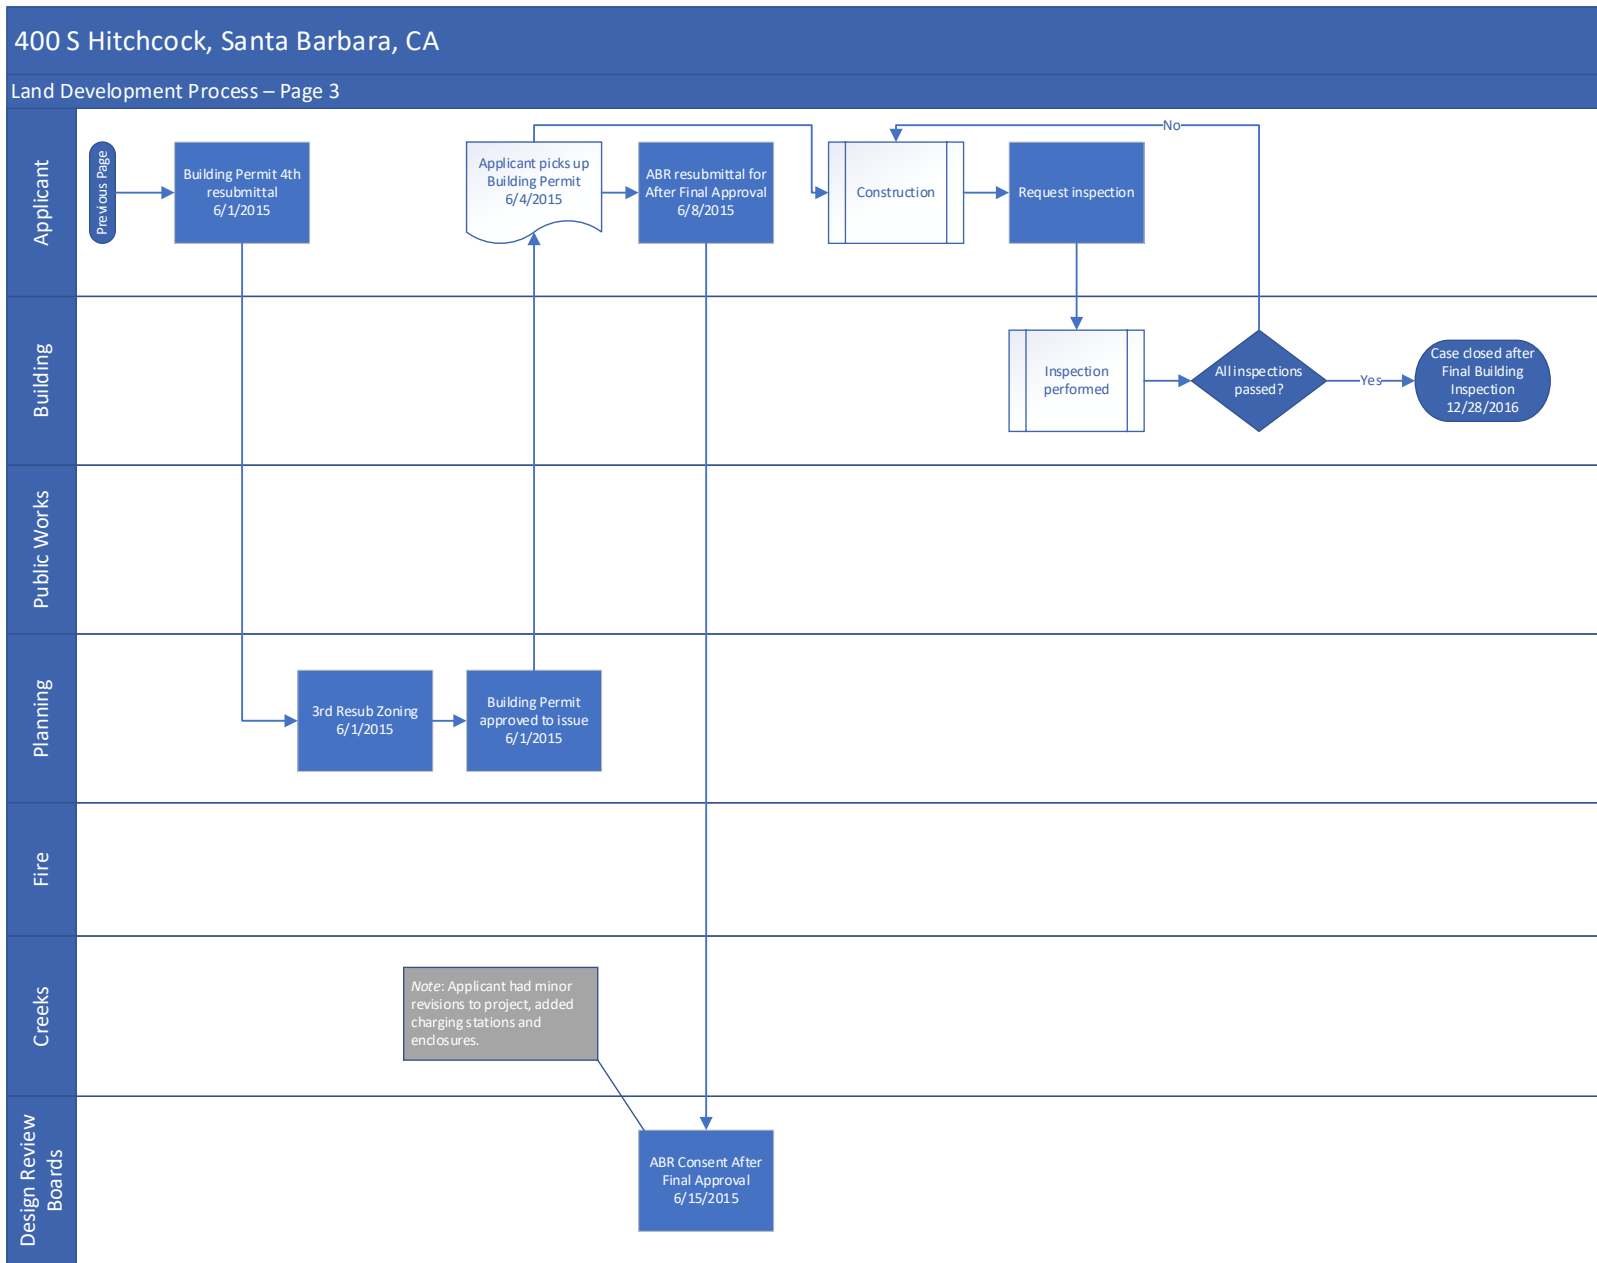 400 S Hitchcock, Santa Barbara, CA
Land Development Process – Page 3
Applicant
Previous Page
Building Permit 4th
resubmittal
6/1/2015
Applicant picks up
Building Permit
6/4/2015
ABR resubmittal for
After Final Approval
6/8/2015
Construction
Request inspection
No
Building
Inspection
performed
All inspections
passed?
Yes
Case closed after
Final Building
Inspection
12/28/2016
Public Works
Planning
3rd Resub Zoning
6/1/2015
Building Permit
approved to issue
6/1/2015
Fire
Creeks
Note: Applicant had minor
revisions to project, added
charging stations and
enclosures.
Design Review
Boards
ABR Consent After
Final Approval
6/15/2015